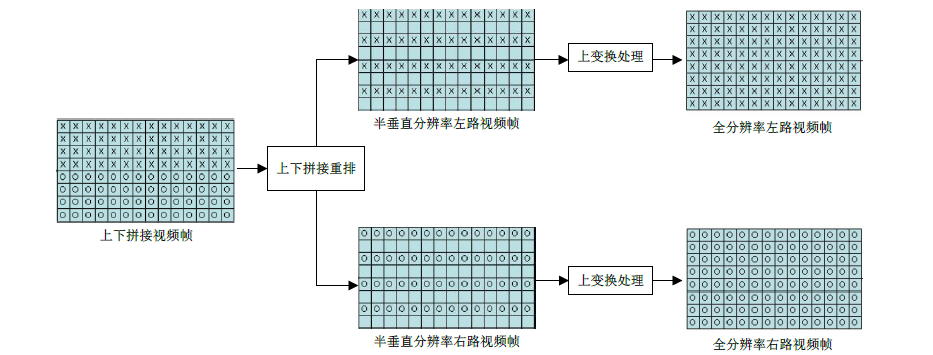 上变换处理
半垂直分辨率左路视频帧
全分辨率左路视频帧
上下拼接重排
上下拼接视频帧
上变换处理
半垂直分辨率右路视频帧
全分辨率右路视频帧